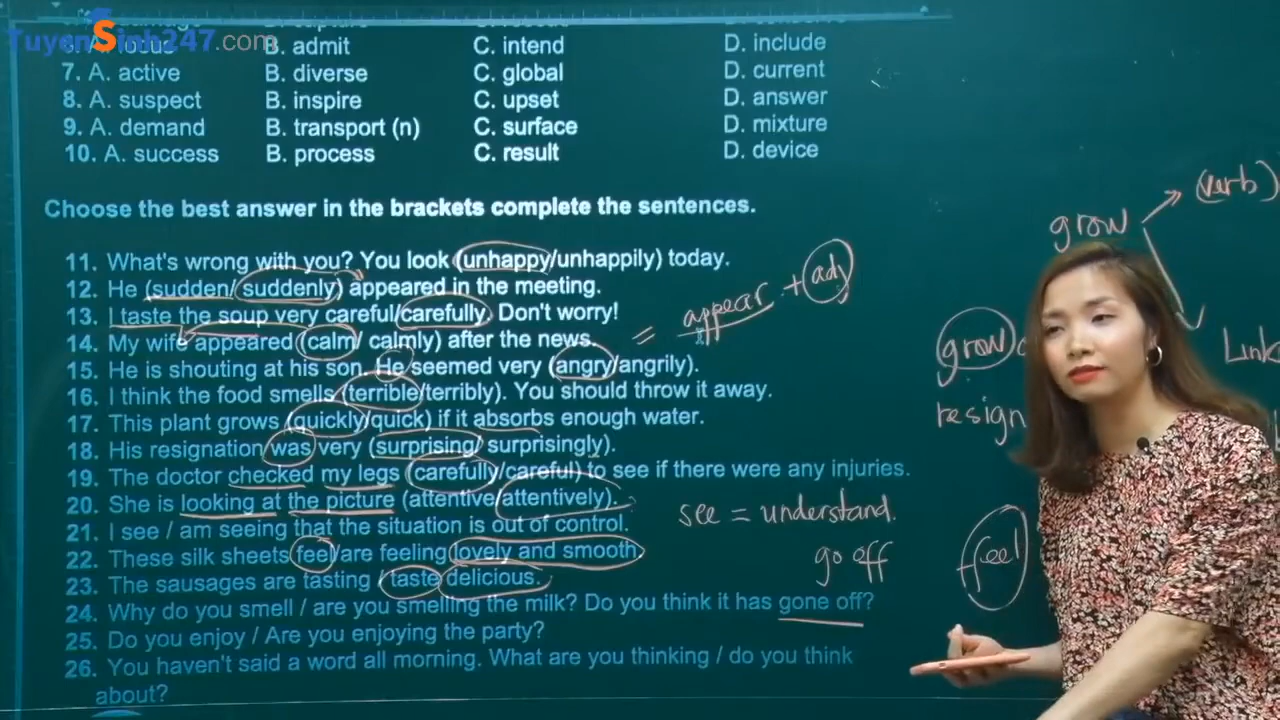 TuyenSinh247.com
B. admit C. intend D. include
7. A. active B. diverse C. global D. current
8. A. suspect B. inspire C. upset D. answer
9. A. demand B. transport (n) C. surface D. mixture
10. A. success B. process C. result D. device
Choose the best answer in the brackets complete the sentences.
11. What's wrong with you? You look (unhappy/unhappily) today.
12. He (sudden/ suddenly) appeared in the meeting.
13. I taste the soup very careful/carefully. Don't worry!
14. My wife appeared (calm/ calmly) after the news.
15. He is shouting at his son. He seemed very (angry/angrily).
16. I think the food smells (terrible/terribly). You should throw it away.
17. This plant grows (quickly/quick) if it absorbs enough water.
18. His resignation was very (surprising/ surprisingly).
19. The doctor checked my legs (carefully/careful) to see if there were any injuries.
20. She is looking at the picture (attentive/attentively).
21. I see / am seeing that the situation is out of control.
22. These silk sheets feel/are feeling lovely and smooth.
23. The sausages are tasting / taste delicious.
24. Why do you smell / are you smelling the milk? Do you think it has gone off?
25. Do you enjoy / Are you enjoying the party?
26. You haven't said a word all morning. What are you thinking / do you think
about?
= appear + adj
see = understand.
go off
grow (verb)
Link
grow
resign
feel